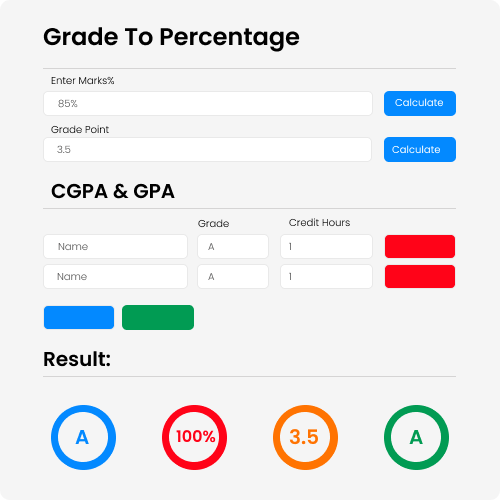 Grade To Percentage
Enter Marks%
85%
Calculate
Grade Point
3.5
Calculate
CGPA & GPA
Grade
Credit Hours
Name
A
1
Name
A
1
Result:
A
100%
3.5
A